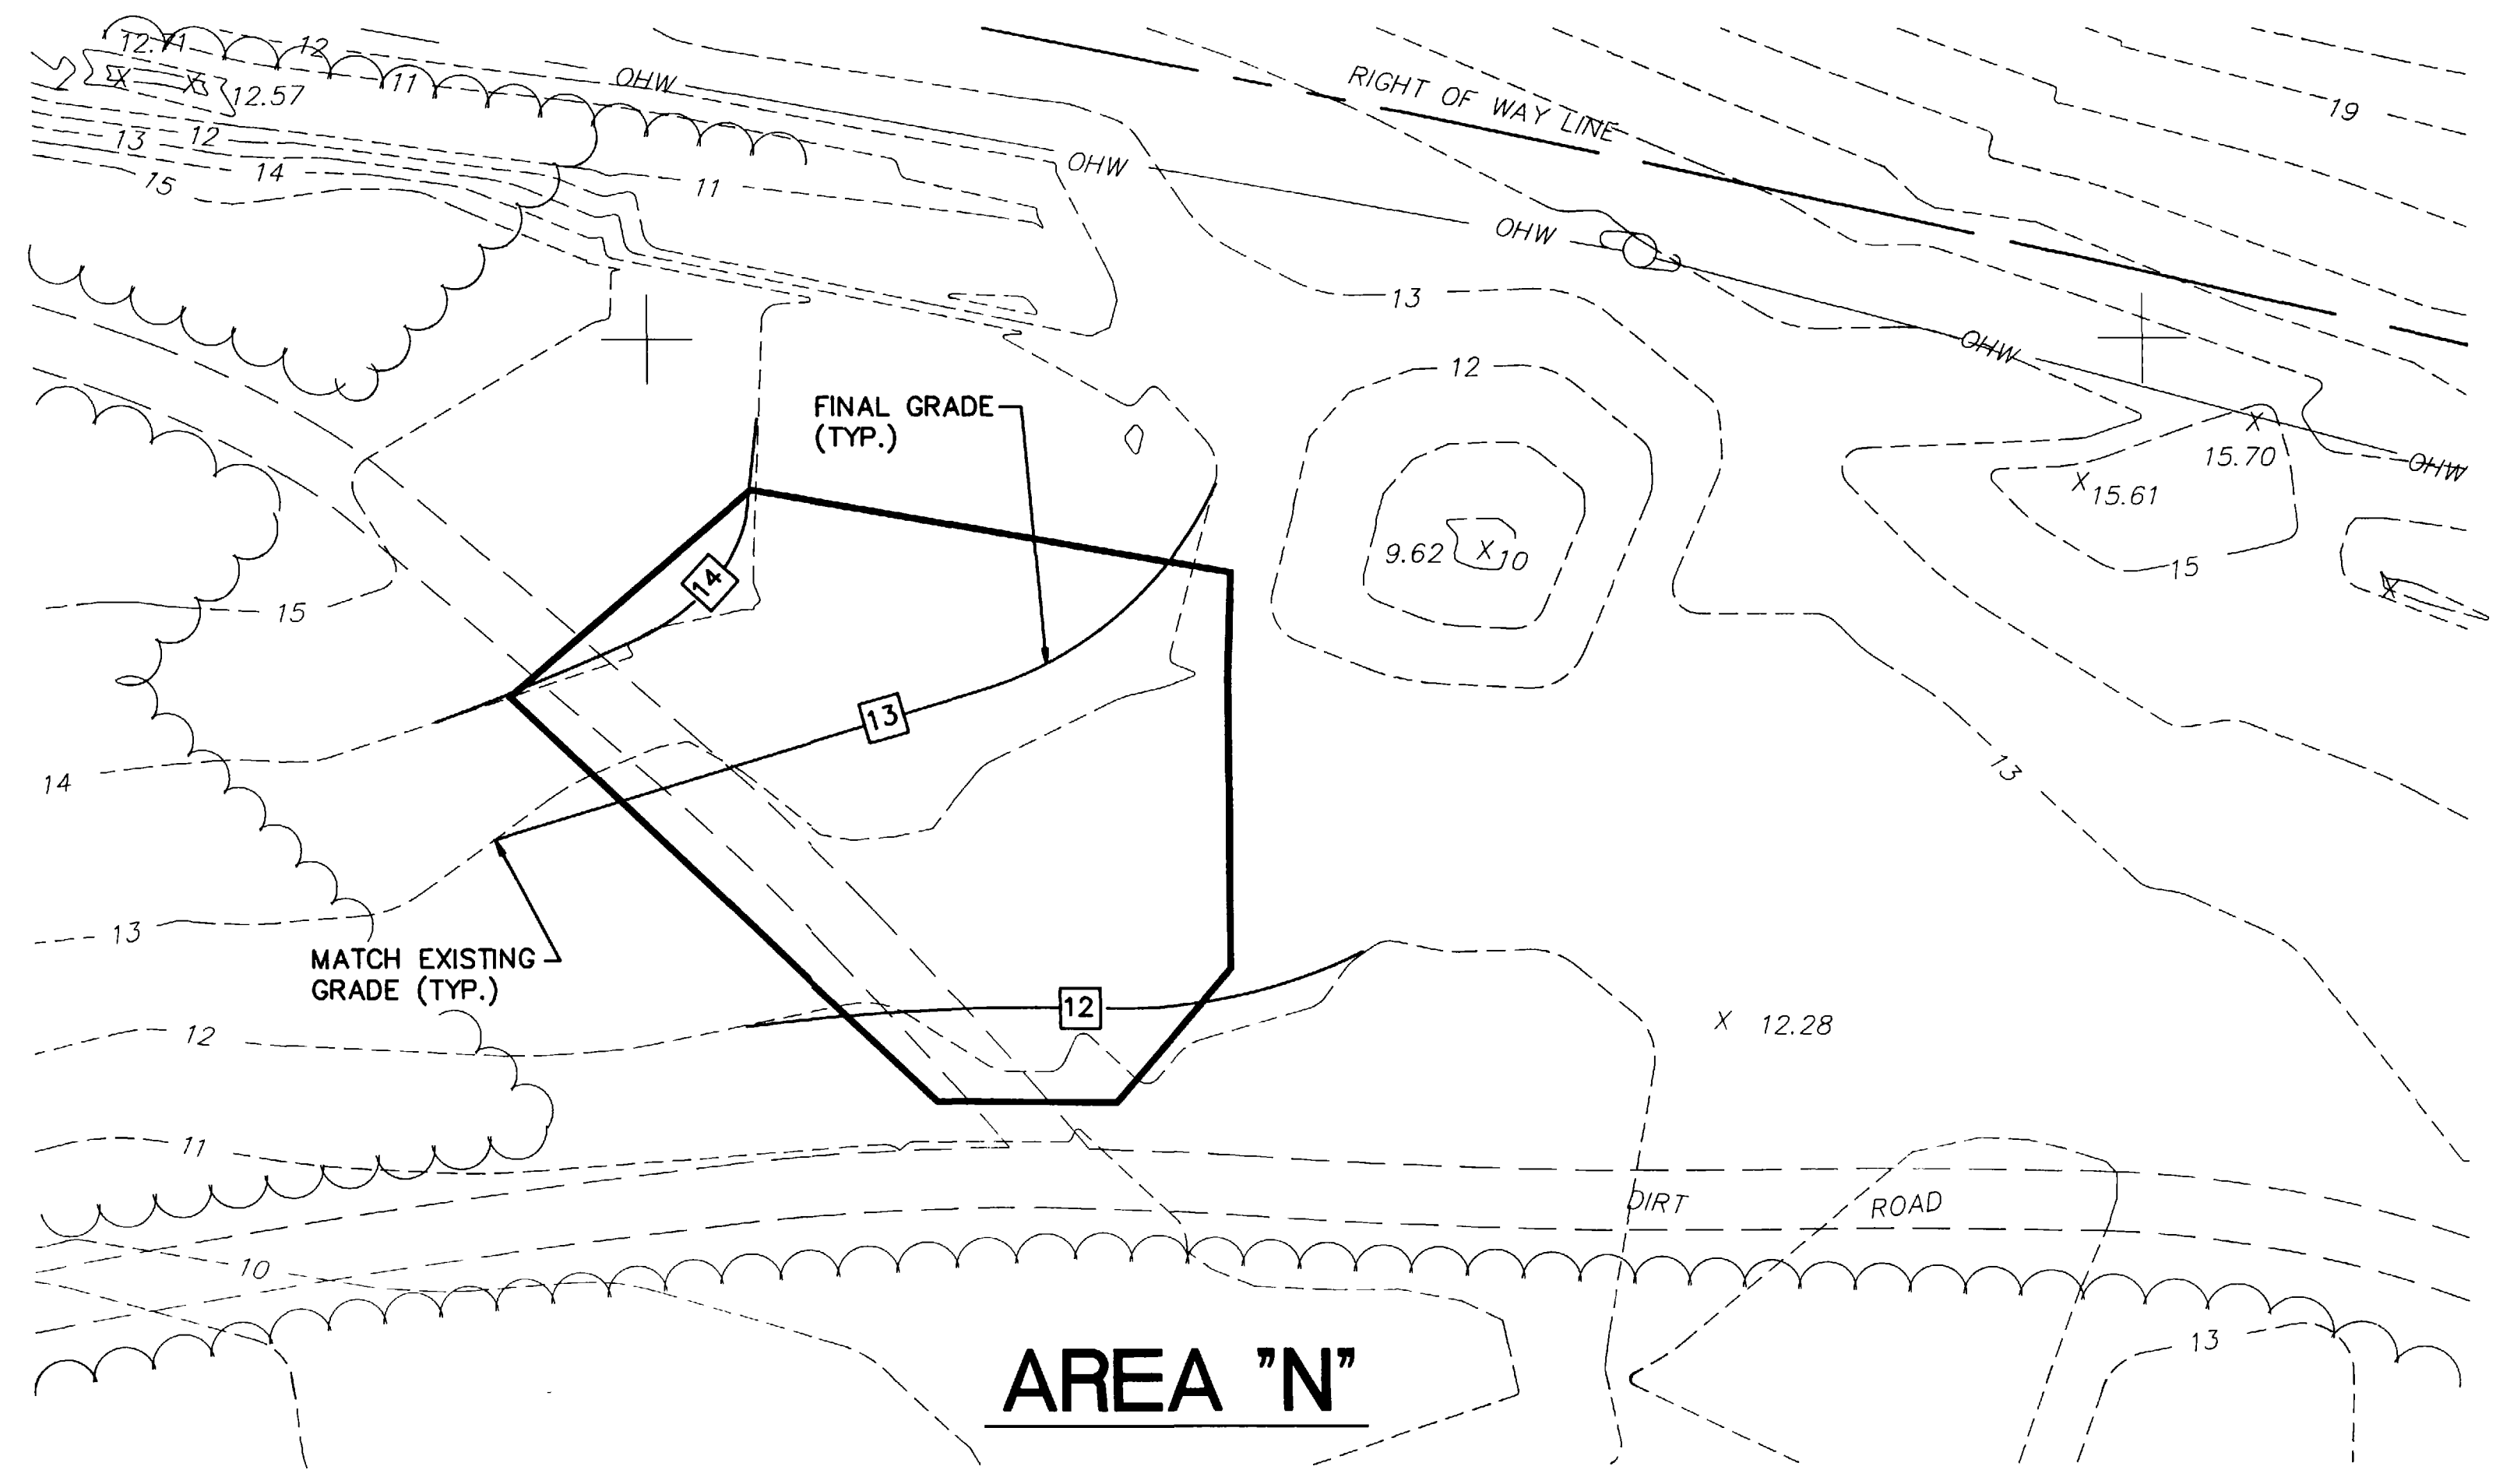 12.71
12
11
OHW
2
12.57
13
12
14
15
11
OHW
RIGHT OF WAY LINE
19
OHW
13
OHW
12
FINAL GRADE
(TYP.)
15.70
OHW
15.61
9.62
10
15
14
15
13
14
13
13
MATCH EXISTING
GRADE (TYP.)
12
12
12.28
11
DIRT ROAD
10
13
AREA "N"